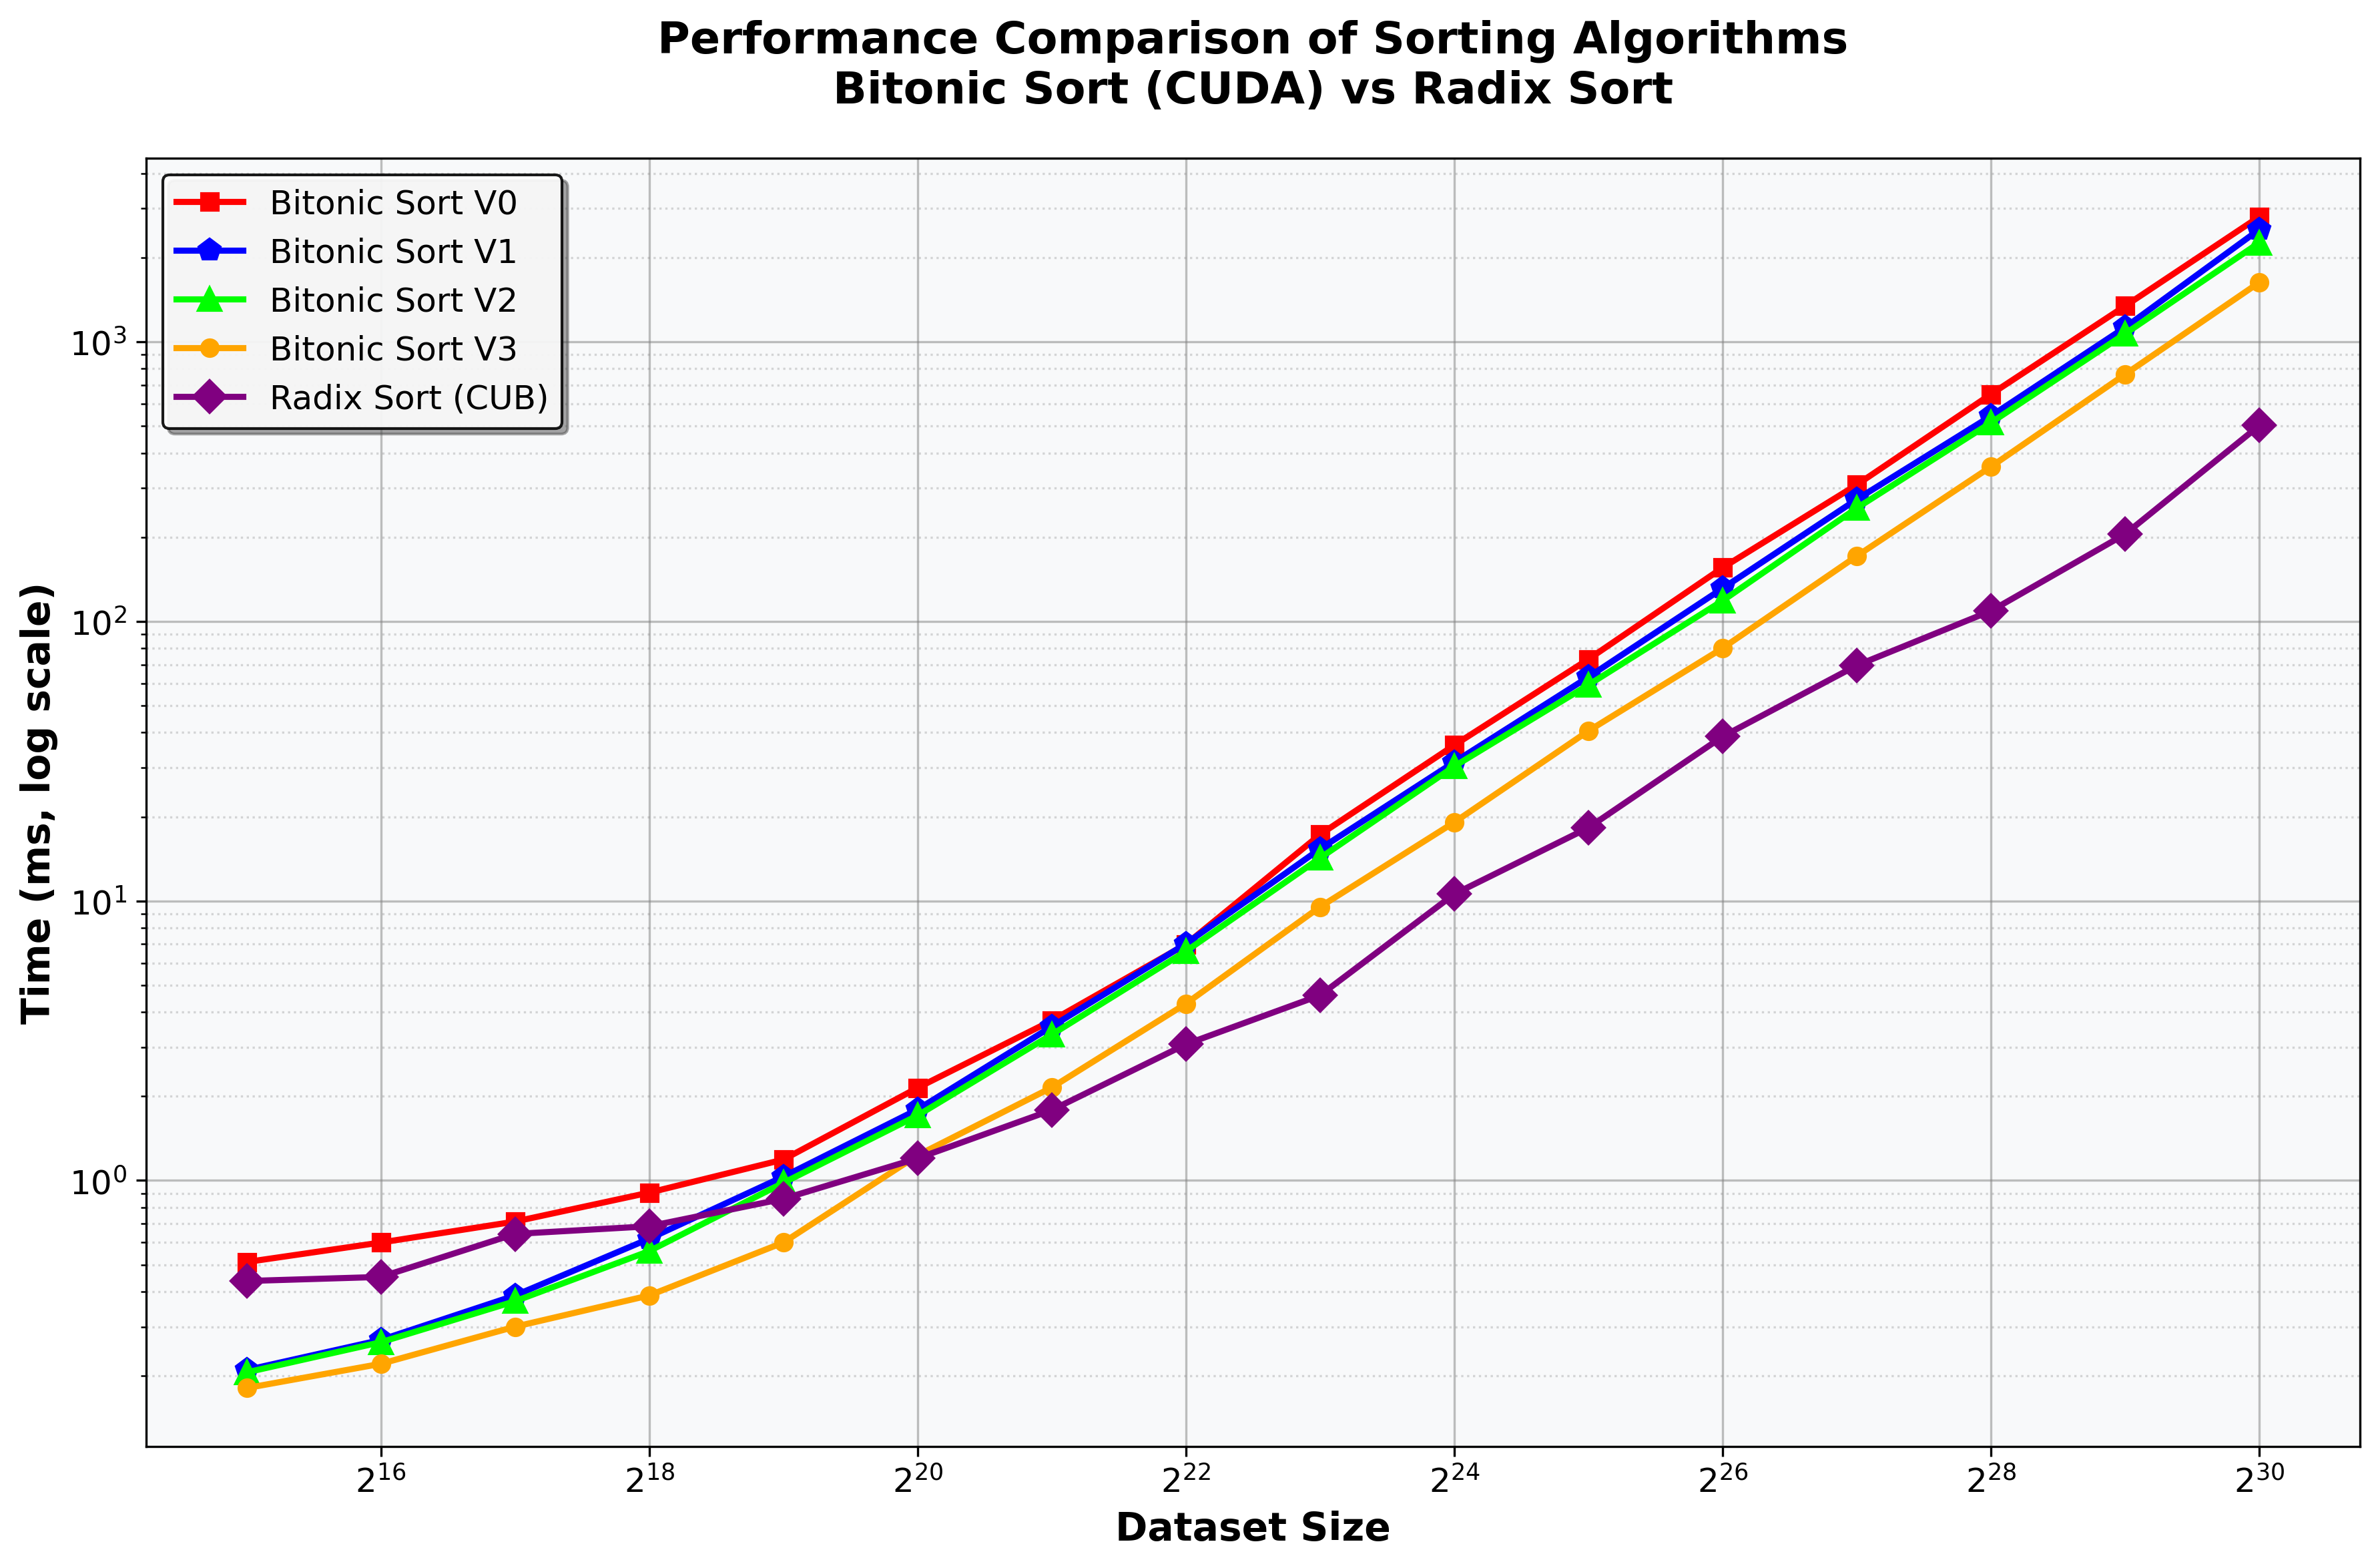 Performance Comparison of Sorting Algorithms
Bitonic Sort (CUDA) vs Radix Sort
Bitonic Sort V0
Bitonic Sort V1
Bitonic Sort V2
Bitonic Sort V3
Radix Sort (CUB)
Time (ms, log scale)
10³
10²
10¹
10⁰
2¹⁶ 2¹⁸ 2²⁰ 2²² 2²⁴ 2²⁶ 2²⁸ 2³⁰
Dataset Size